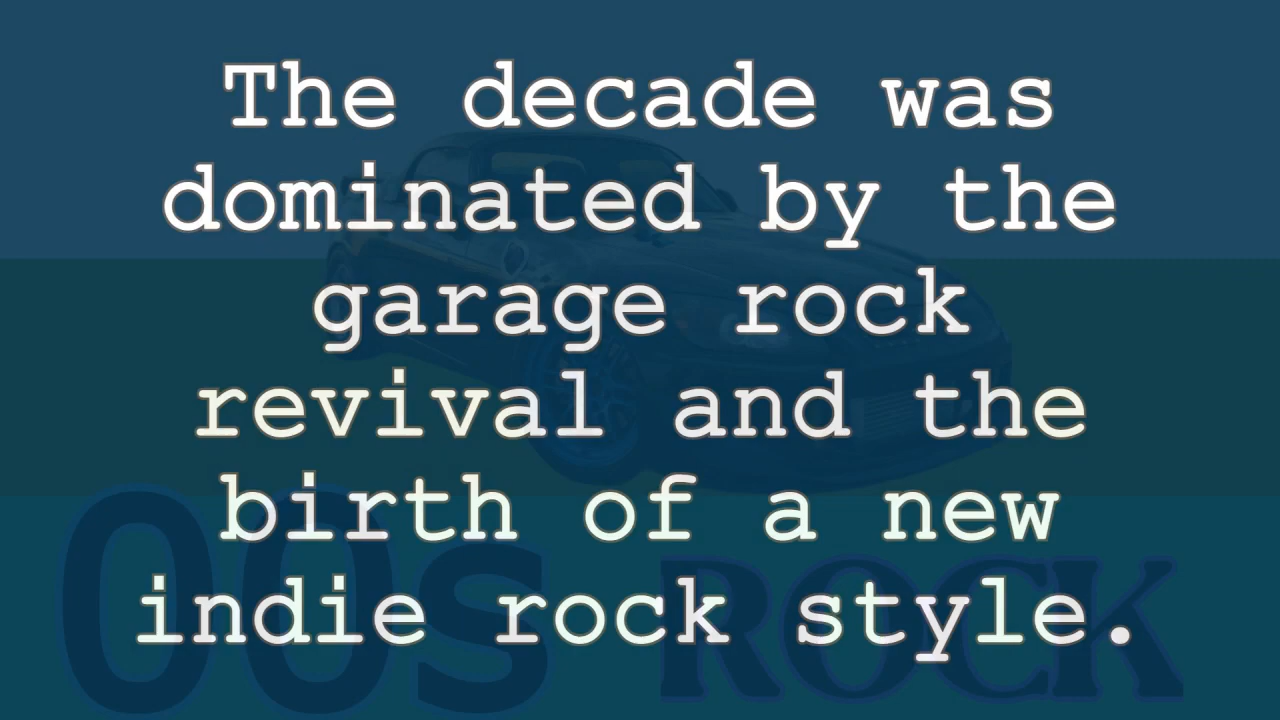 The decade was
dominated by the
garage rock
revival and the
birth of a new
indie rock style.
00s ROCK